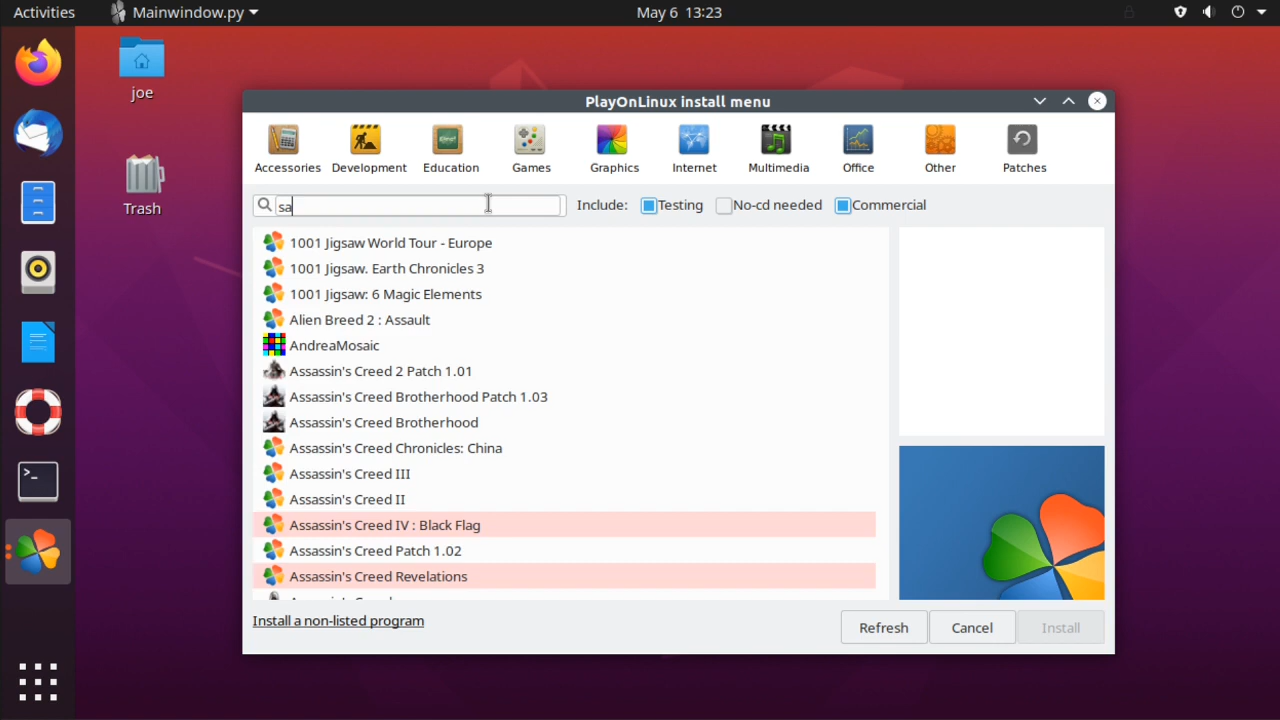 Activities Mainwindow.py May 6 13:23
joe
Trash
PlayOnLinux install menu
Accessories Development Education Games Graphics Internet Multimedia Office Other Patches
sa Include: Testing No-cd needed Commercial
1001 Jigsaw World Tour - Europe
1001 Jigsaw. Earth Chronicles 3
1001 Jigsaw: 6 Magic Elements
Alien Breed 2 : Assault
AndreaMosaic
Assassin's Creed 2 Patch 1.01
Assassin's Creed Brotherhood Patch 1.03
Assassin's Creed Brotherhood
Assassin's Creed Chronicles: China
Assassin's Creed III
Assassin's Creed II
Assassin's Creed IV : Black Flag
Assassin's Creed Patch 1.02
Assassin's Creed Revelations
Install a non-listed program
Refresh Cancel Install